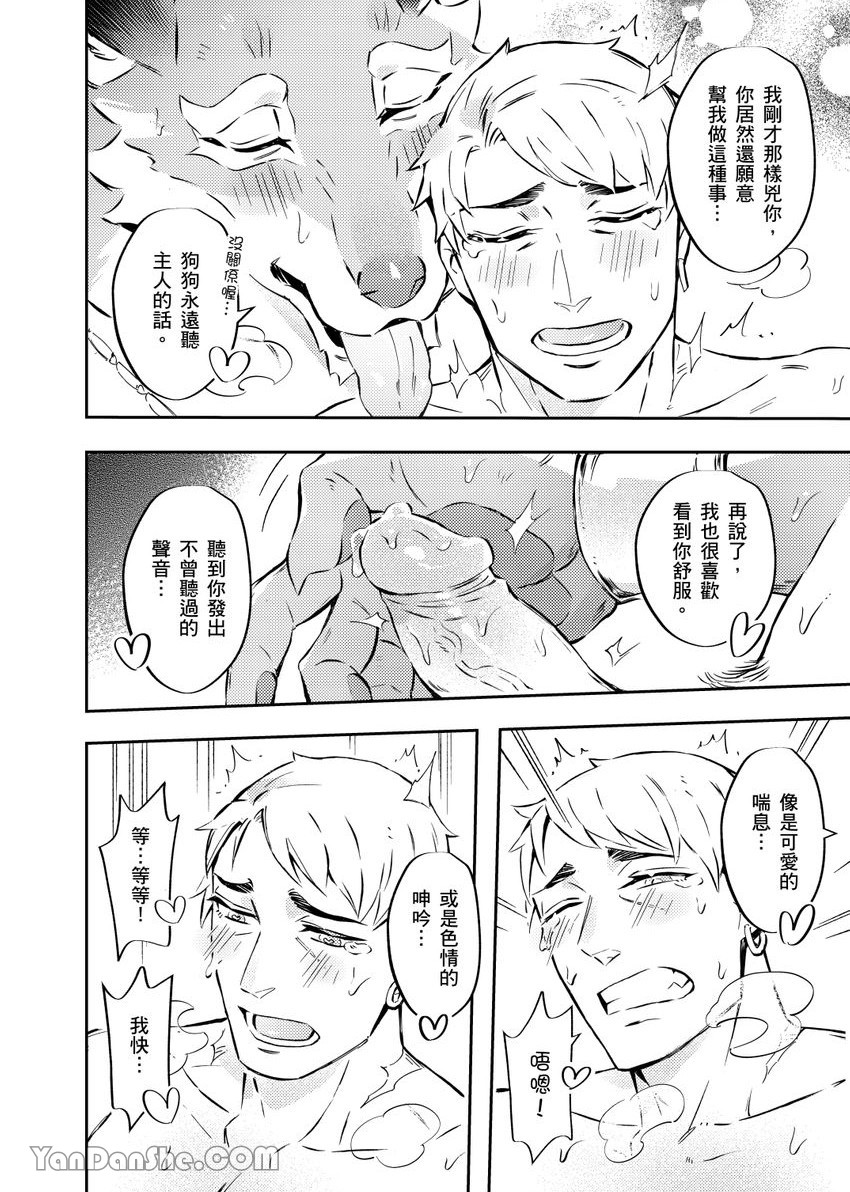 我剛才那樣兇你，
你居然還願意
幫我做這種事…
沒關係喔…
狗狗永遠聽
主人的話。
再說了，
我也很喜歡
看到你舒服。
聽到你發出
不曾聽過的
聲音…
像是可愛的
喘息…
唔嗯！
或是色情的
呻吟…
等…等等！
我快…
YanDanShe.COM